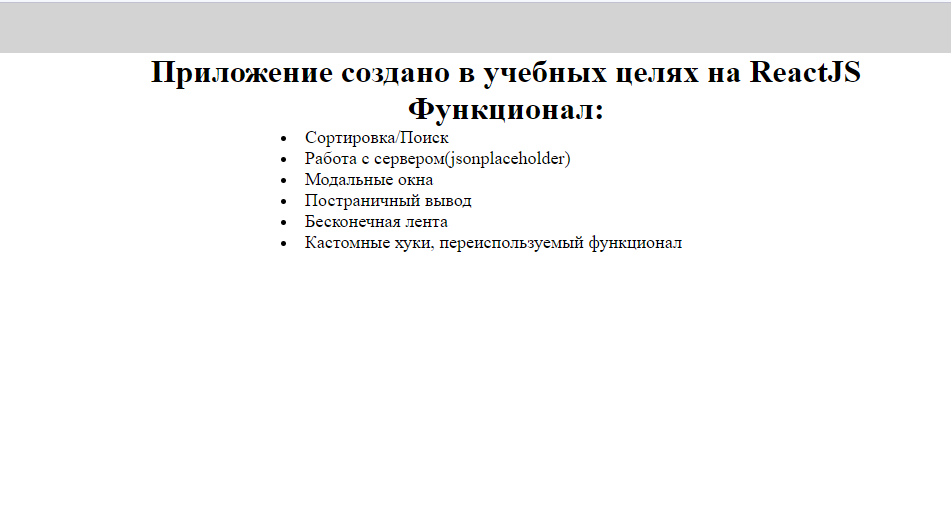 Приложение создано в учебных целях на ReactJS
Функционал:
• Сортировка/Поиск
• Работа с сервером(jsonplaceholder)
• Модальные окна
• Постраничный вывод
• Бесконечная лента
• Кастомные хуки, переиспользуемый функционал